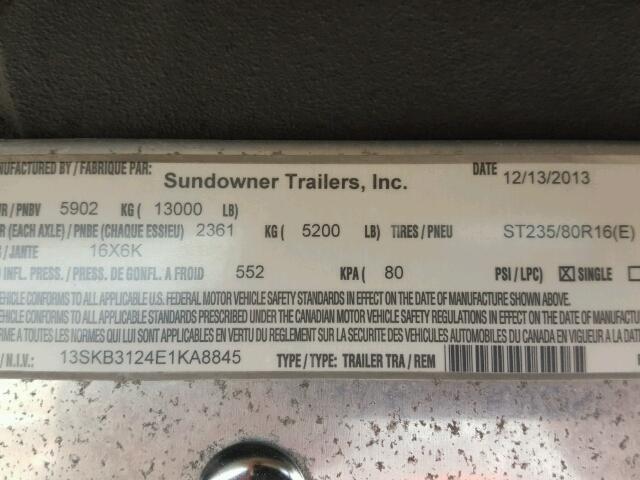 NUFACTURED BY / FABRIQUE PAR: DATE 12/13/2013
Sundowner Trailers, Inc.
VR / PNBV 5902 KG ( 13000 LB)
R (EACH AXLE) / PNBE (CHAQUE ESSIEU) 2361 KG ( 5200 LB) TIRES / PNEU ST235/80R16(E)
/ JANTE 16X6K
INFL. PRESS. / PRESS. DE GONFL. A FROID 552 KPA ( 80 PSI / LPC) SINGLE
VEHICLE CONFORMS TO ALL APPLICABLE U.S. FEDERAL MOTOR VEHICLE SAFETY STANDARDS IN EFFECT ON THE DATE OF MANUFACTURE SHOWN ABOVE.
VEHICLE CONFORMS TO ALL APPLICABLE STANDARDS PRESCRIBED UNDER THE CANADIAN MOTOR VEHICLE SAFETY REGULATIONS IN EFFECT ON THE DATE OF MANUFACTURE
RME A TOUTES LES NORMES QUI LUI SONT APPLICABLES EN VERTU DU REGLEMENT SUR LA SECURITE DES VEHICULES AUTOMOBILES DU CANADA EN VIGUEUR A LA DATE
/ N.I.V.: 13SKB3124E1KA8845 TYPE / TYPE: TRAILER TRA / REM